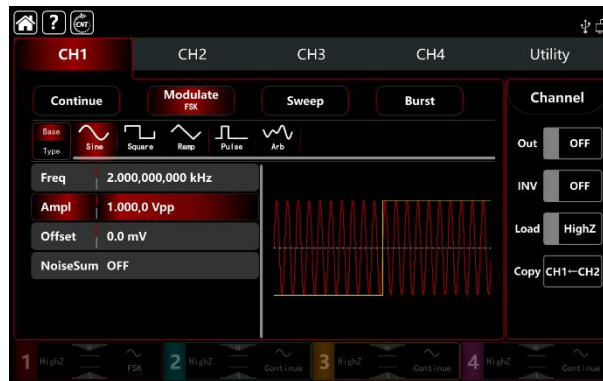 ? CNT
CH1 CH2 CH3 CH4 Utility
Continue Modulate Sweep Burst Channel
FSK
Base
Type Sine Square Ramp Pulse Arb
Out OFF
Freq 2.000,000,000 kHz
INV OFF
Ampl 1.000,0 Vpp
Offset 0.0 mV
Load HighZ
NoiseSum OFF
Copy CH1←CH2
1 HighZ FSK 2 HighZ Continue 3 HighZ Continue 4 HighZ Continue